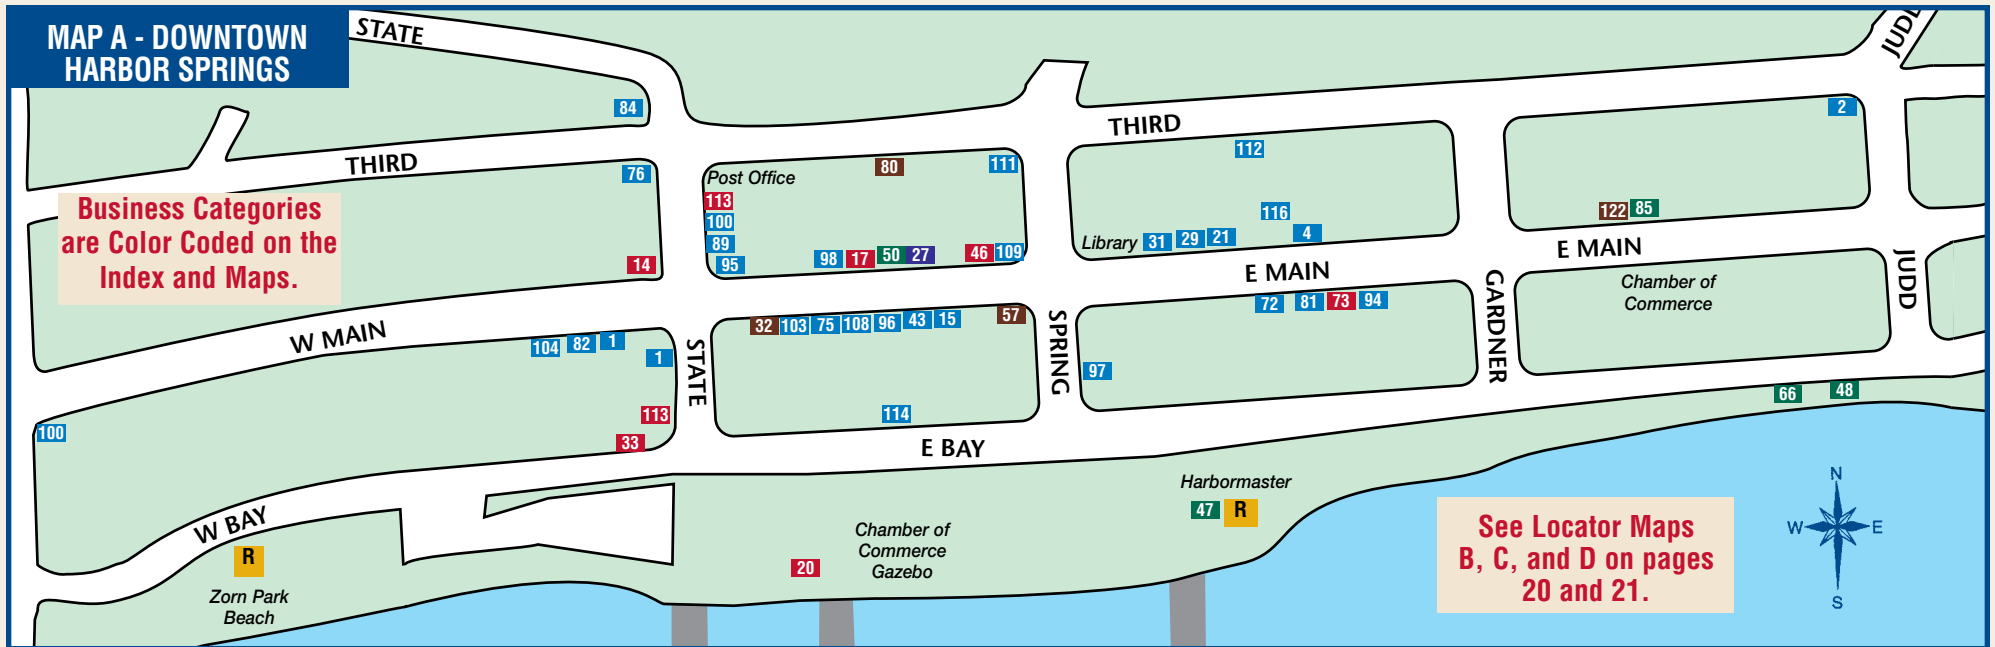 MAP A - DOWNTOWN
HARBOR SPRINGS
STATE
JUDD
84
2
THIRD
THIRD
112
76
Post Office
80
111
Business Categories
are Color Coded on the
Index and Maps.
113
100
89
95
98
17
50
27
46
109
14
Library
31
29
21
116
4
122
85
E MAIN
E MAIN
Chamber of
Commerce
GARDNER
JUDD
W MAIN
104
82
1
1
STATE
32
103
75
108
96
43
15
57
SPRING
72
81
73
94
97
113
33
114
100
66
48
E BAY
W BAY
R
Zorn Park
Beach
20
Chamber of
Commerce
Gazebo
Harbormaster
47
R
See Locator Maps
B, C, and D on pages
20 and 21.
N
W
E
S